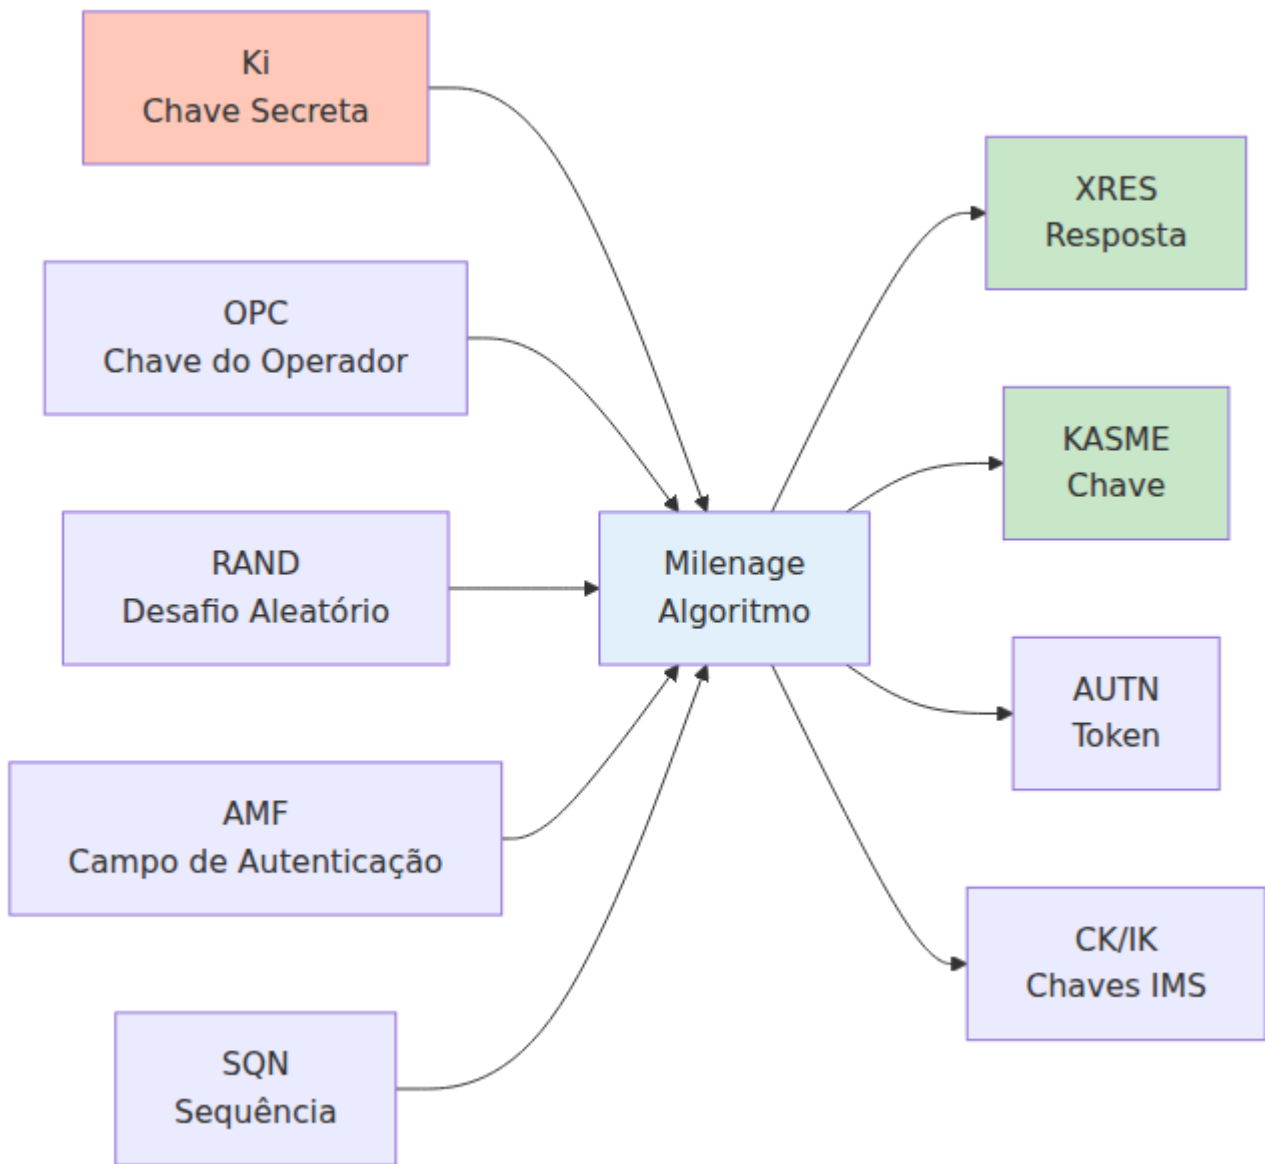 Ki
Chave Secreta
OPC
Chave do Operador
RAND
Desafio Aleatório
AMF
Campo de Autenticação
SQN
Sequência
Milenage
Algoritmo
XRES
Resposta
KASME
Chave
AUTN
Token
CK/IK
Chaves IMS